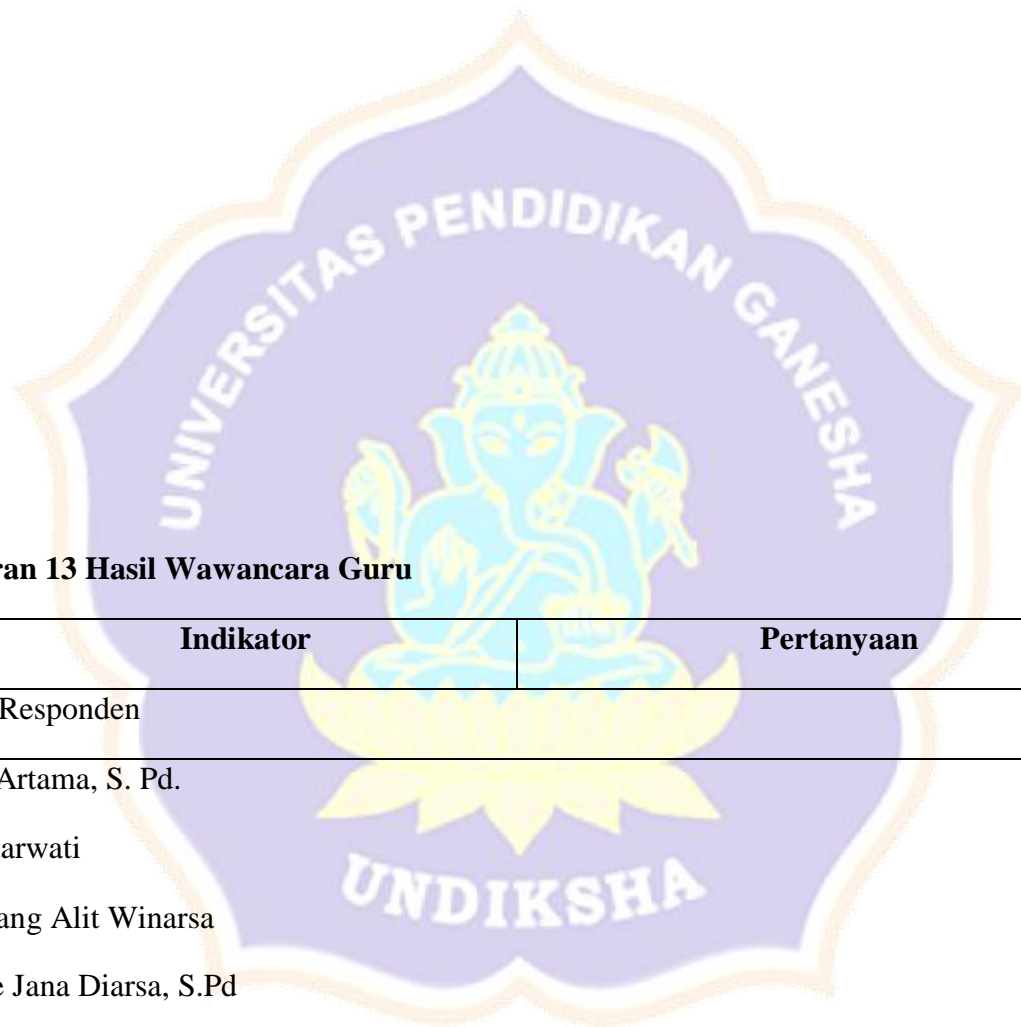 UNIVERSITAS PENDIDIKAN GANESHA
ran 13 Hasil Wawancara Guru
Indikator Pertanyaan
Responden
Artama, S. Pd.
arwati
ang Alit Winarsa
Jana Diarsa, S.Pd
UNDIKSHA